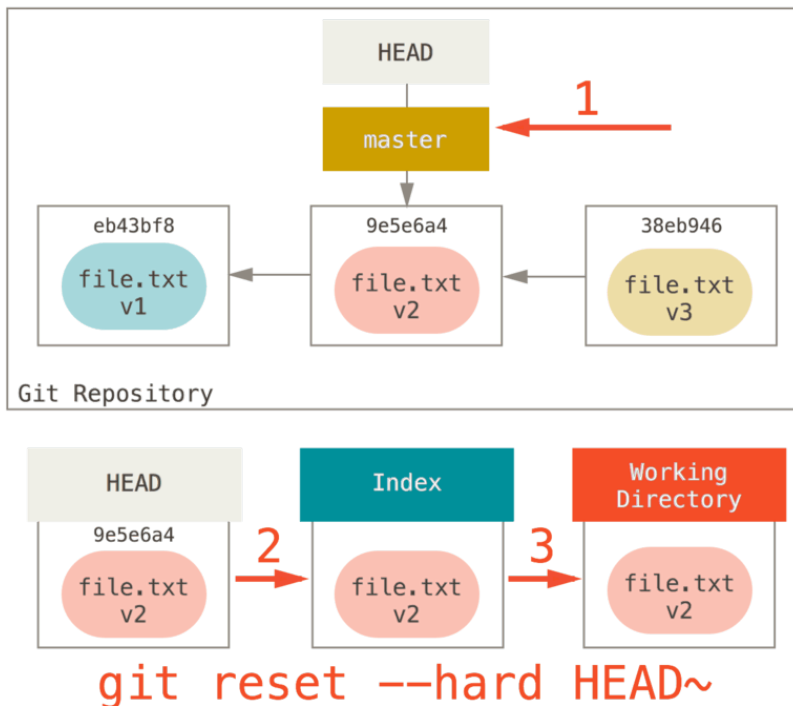 HEAD
1
master
eb43bf8
9e5e6a4
38eb946
file.txt
v1
file.txt
v2
file.txt
v3
Git Repository
HEAD
Index
Working
Directory
9e5e6a4
2
3
file.txt
v2
file.txt
v2
file.txt
v2
git reset --hard HEAD~